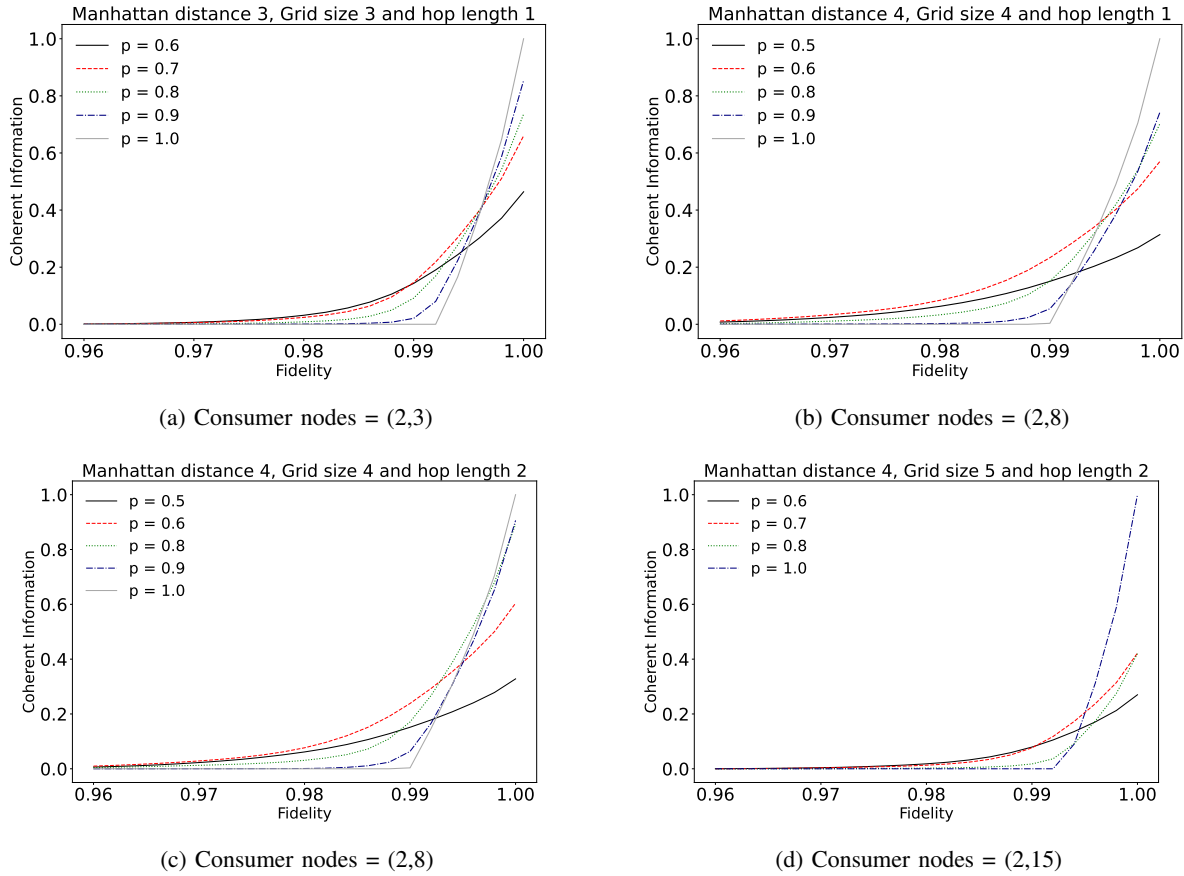 Manhattan distance 3, Grid size 3 and hop length 1
1.0
0.8
0.6
0.4
0.2
0.0
Coherent Information
p = 0.6
p = 0.7
p = 0.8
p = 0.9
p = 1.0
0.96 0.97 0.98 0.99 1.00
Fidelity
(a) Consumer nodes = (2,3)
Manhattan distance 4, Grid size 4 and hop length 1
1.0
0.8
0.6
0.4
0.2
0.0
Coherent Information
p = 0.5
p = 0.6
p = 0.8
p = 0.9
p = 1.0
0.96 0.97 0.98 0.99 1.00
Fidelity
(b) Consumer nodes = (2,8)
Manhattan distance 4, Grid size 4 and hop length 2
1.0
0.8
0.6
0.4
0.2
0.0
Coherent Information
p = 0.5
p = 0.6
p = 0.8
p = 0.9
p = 1.0
0.96 0.97 0.98 0.99 1.00
Fidelity
(c) Consumer nodes = (2,8)
Manhattan distance 4, Grid size 5 and hop length 2
1.0
0.8
0.6
0.4
0.2
0.0
Coherent Information
p = 0.6
p = 0.7
p = 0.8
p = 1.0
0.96 0.97 0.98 0.99 1.00
Fidelity
(d) Consumer nodes = (2,15)